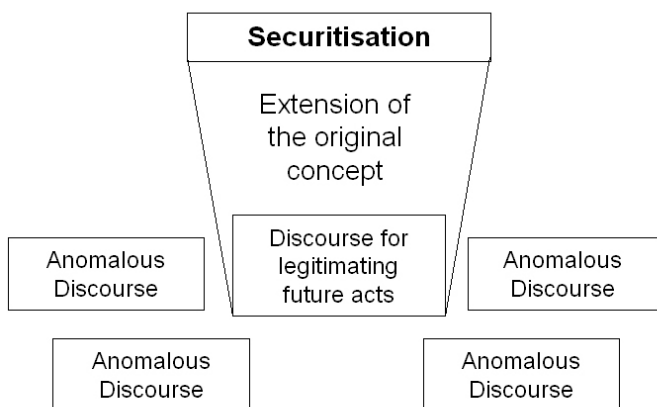 Securitisation
Extension of
the original
concept
Discourse for
legitimating
future acts
Anomalous
Discourse
Anomalous
Discourse
Anomalous
Discourse
Anomalous
Discourse